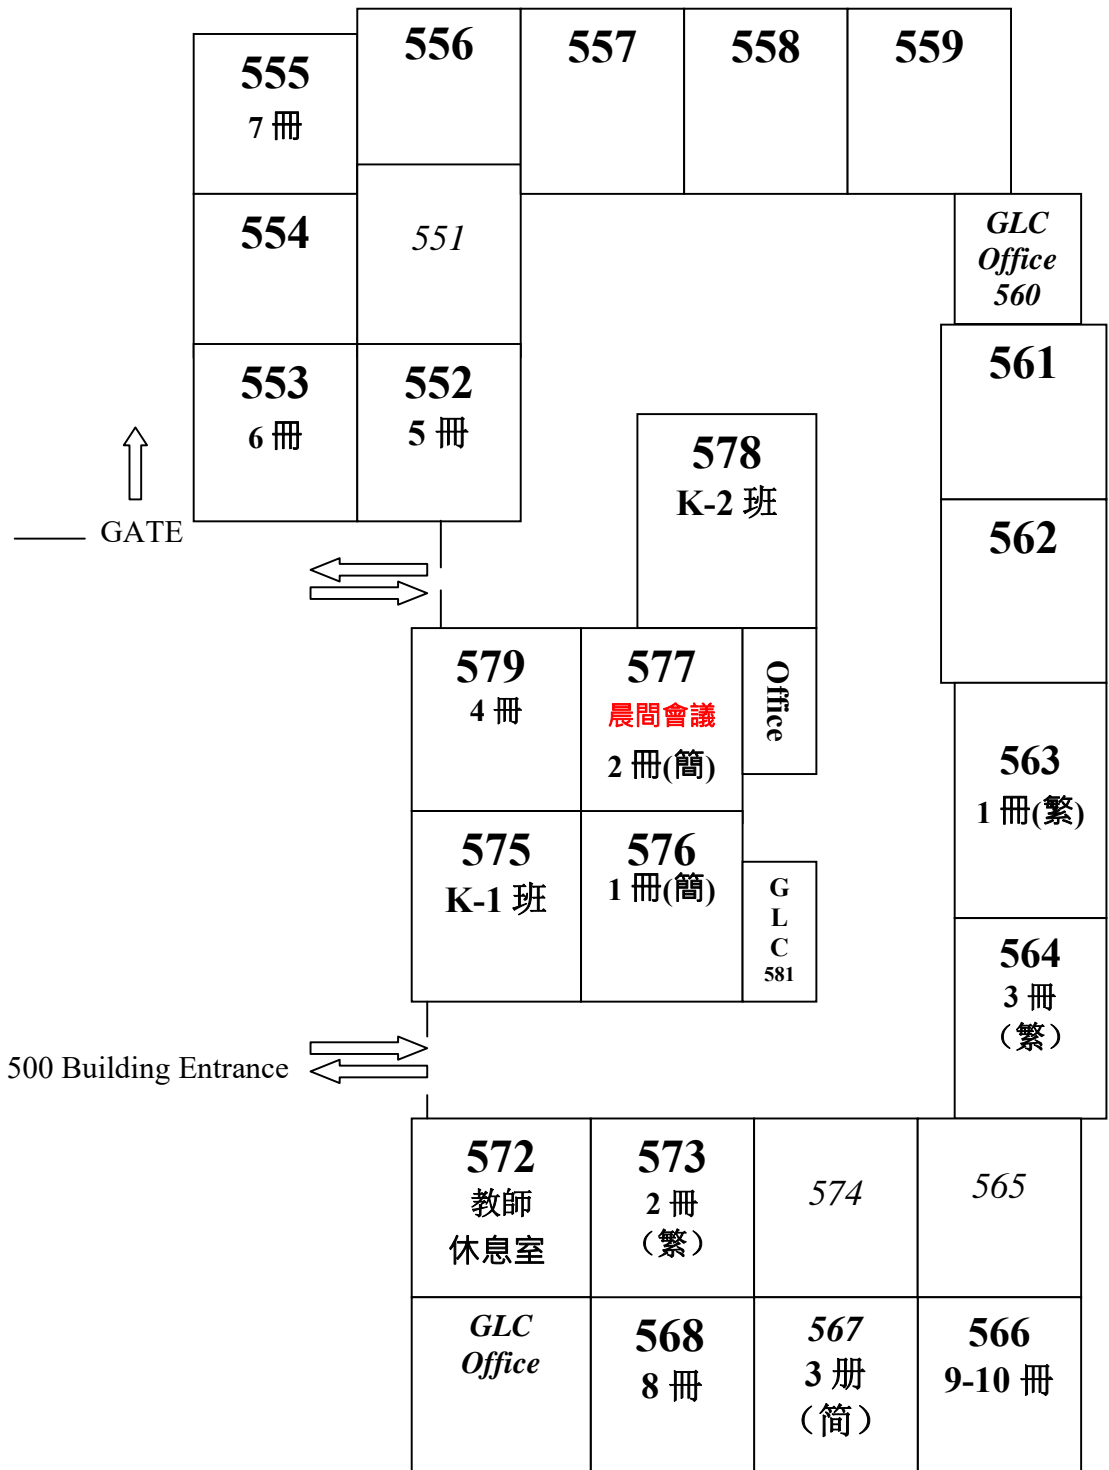 556
557
558
559
555
7 冊
554
551
GLC
Office
560
553
6 冊
552
5 冊
561
578
K-2 班
GATE
562
579
4 冊
577
晨間會議
2 冊(簡)
Office
563
1 冊(繁)
575
K-1 班
576
1 冊(簡)
G
L
C
581
564
3 冊
（繁）
500 Building Entrance
572
教師
休息室
573
2 冊
（繁）
574
565
GLC
Office
568
8 冊
567
3 册
（简）
566
9-10 冊